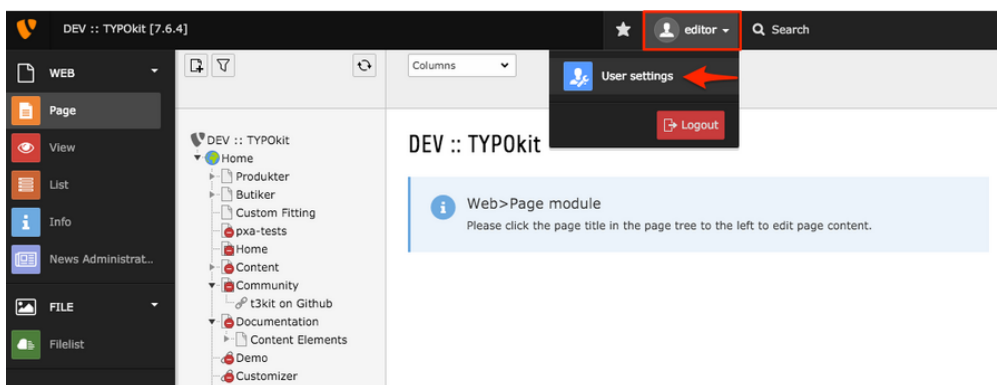 DEV :: TYPOkit [7.6.4]
editor
Search
WEB
Page
View
List
Info
News Administrat...
FILE
Filelist
DEV :: TYPOkit
Home
Produkter
Butiker
Custom Fitting
pxa-tests
Home
Content
Community
t3kit on Github
Documentation
Content Elements
Demo
Customizer
Columns
User settings
Logout
DEV :: TYPOkit
Web>Page module
Please click the page title in the page tree to the left to edit page content.